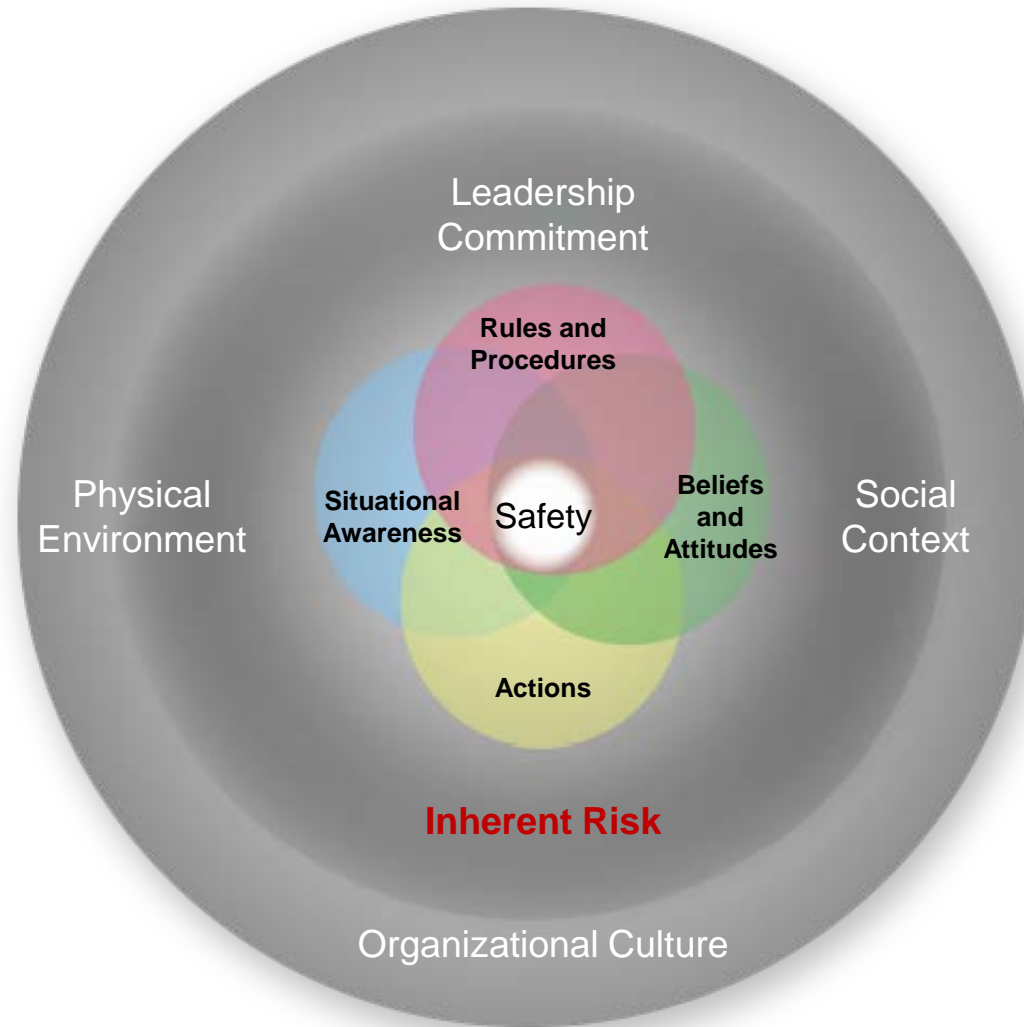 Leadership
Commitment
Rules and
Procedures
Physical
Environment
Situational
Awareness
Safety
Beliefs
and
Attitudes
Social
Context
Actions
Inherent Risk
Organizational Culture